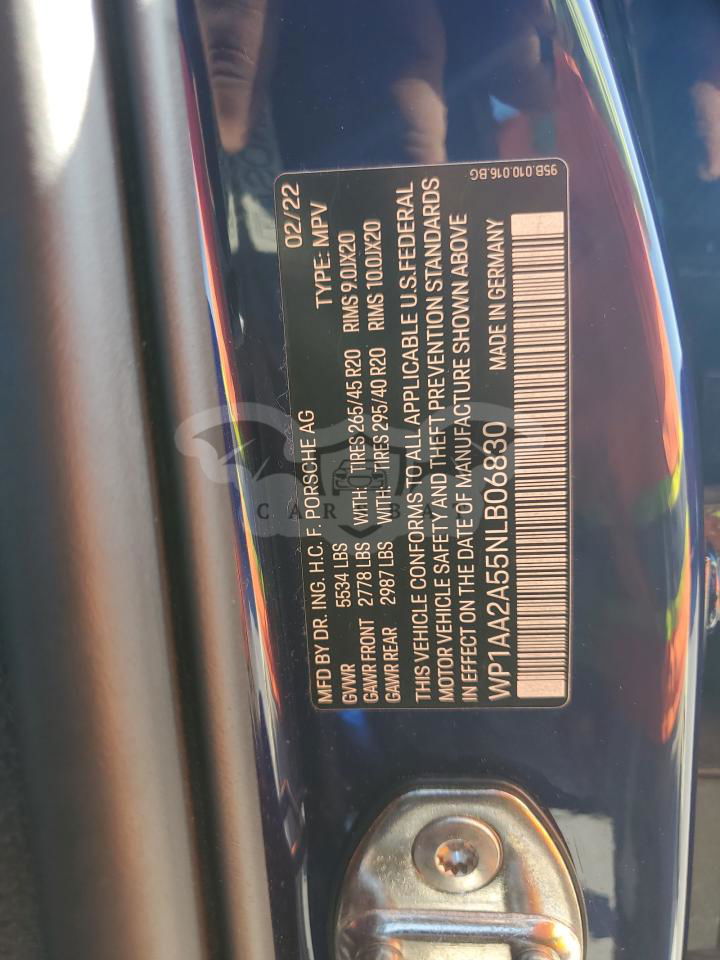 MFD BY DR. ING. H.C. F. PORSCHE AG 02/22
GVWR 5534 LBS TYPE: MPV
GAWR FRONT 2778 LBS WITH: TIRES 265/45 R20 RIMS 9.0JX20
GAWR REAR 2987 LBS WITH: TIRES 295/40 R20 RIMS 10.0JX20
THIS VEHICLE CONFORMS TO ALL APPLICABLE U.S.FEDERAL
MOTOR VEHICLE SAFETY AND THEFT PREVENTION STANDARDS
IN EFFECT ON THE DATE OF MANUFACTURE SHOWN ABOVE
WP1AA2A55NLB06830 MADE IN GERMANY
95B.010.016.BG